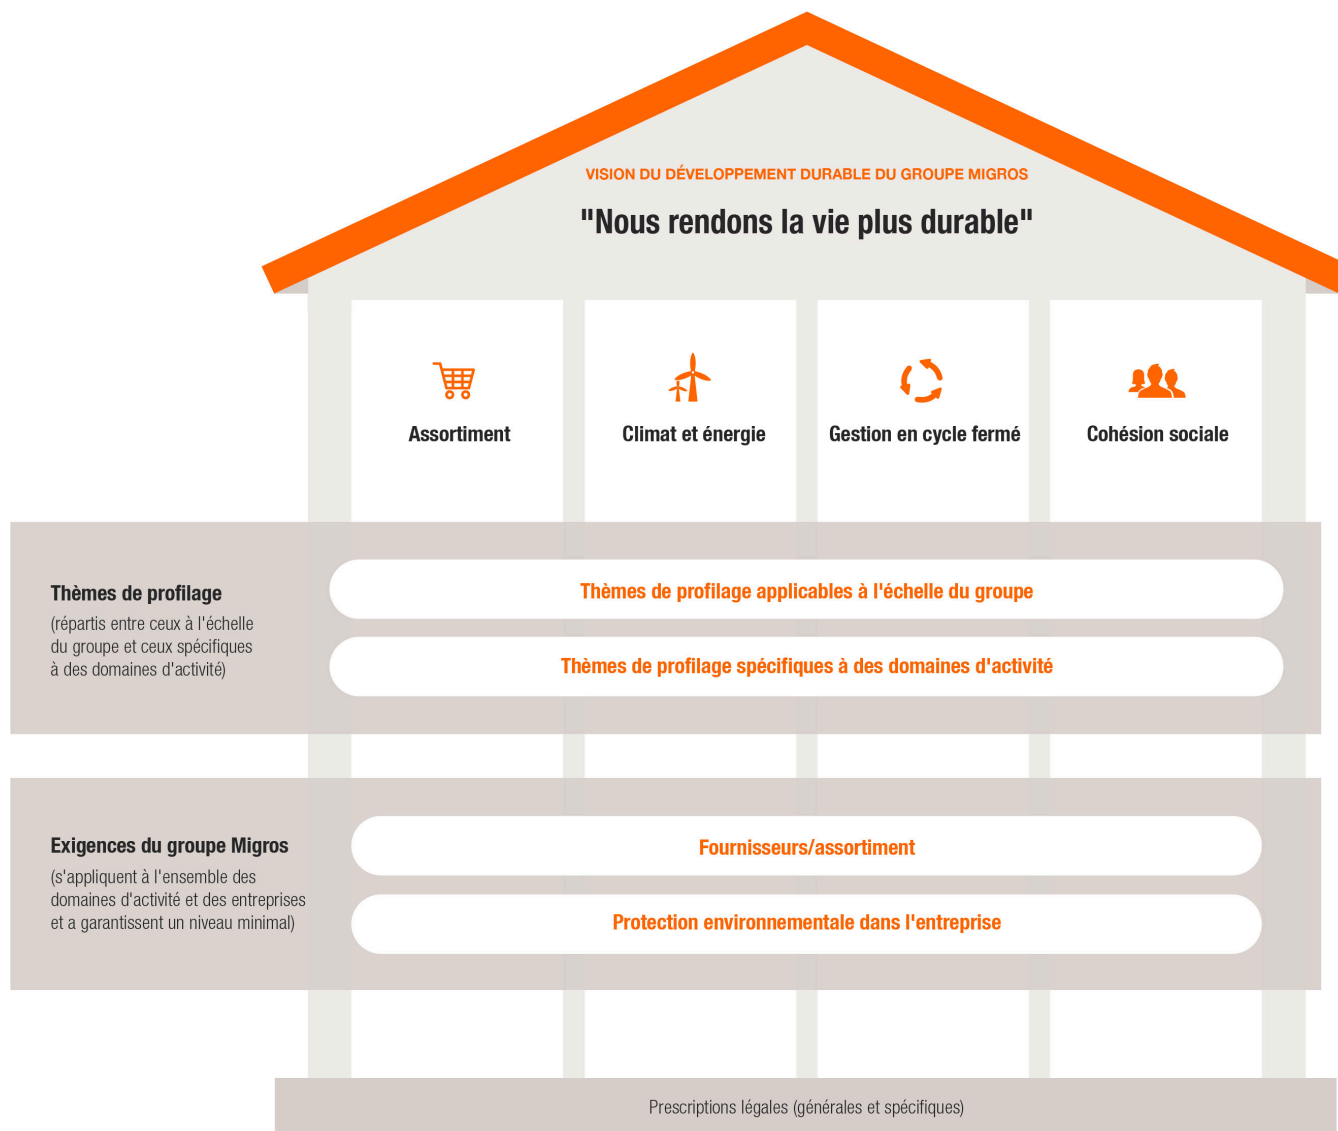 VISION DU DÉVELOPPEMENT DURABLE DU GROUPE MIGROS
"Nous rendons la vie plus durable"
Assortiment
Climat et énergie
Gestion en cycle fermé
Cohésion sociale
Thèmes de profilage
(répartis entre ceux à l'échelle
du groupe et ceux spécifiques
à des domaines d'activité)
Thèmes de profilage applicables à l'échelle du groupe
Thèmes de profilage spécifiques à des domaines d'activité
Exigences du groupe Migros
(s'appliquent à l'ensemble des
domaines d'activité et des entreprises
et a garantissent un niveau minimal)
Fournisseurs/assortiment
Protection environnementale dans l'entreprise
Prescriptions légales (générales et spécifiques)